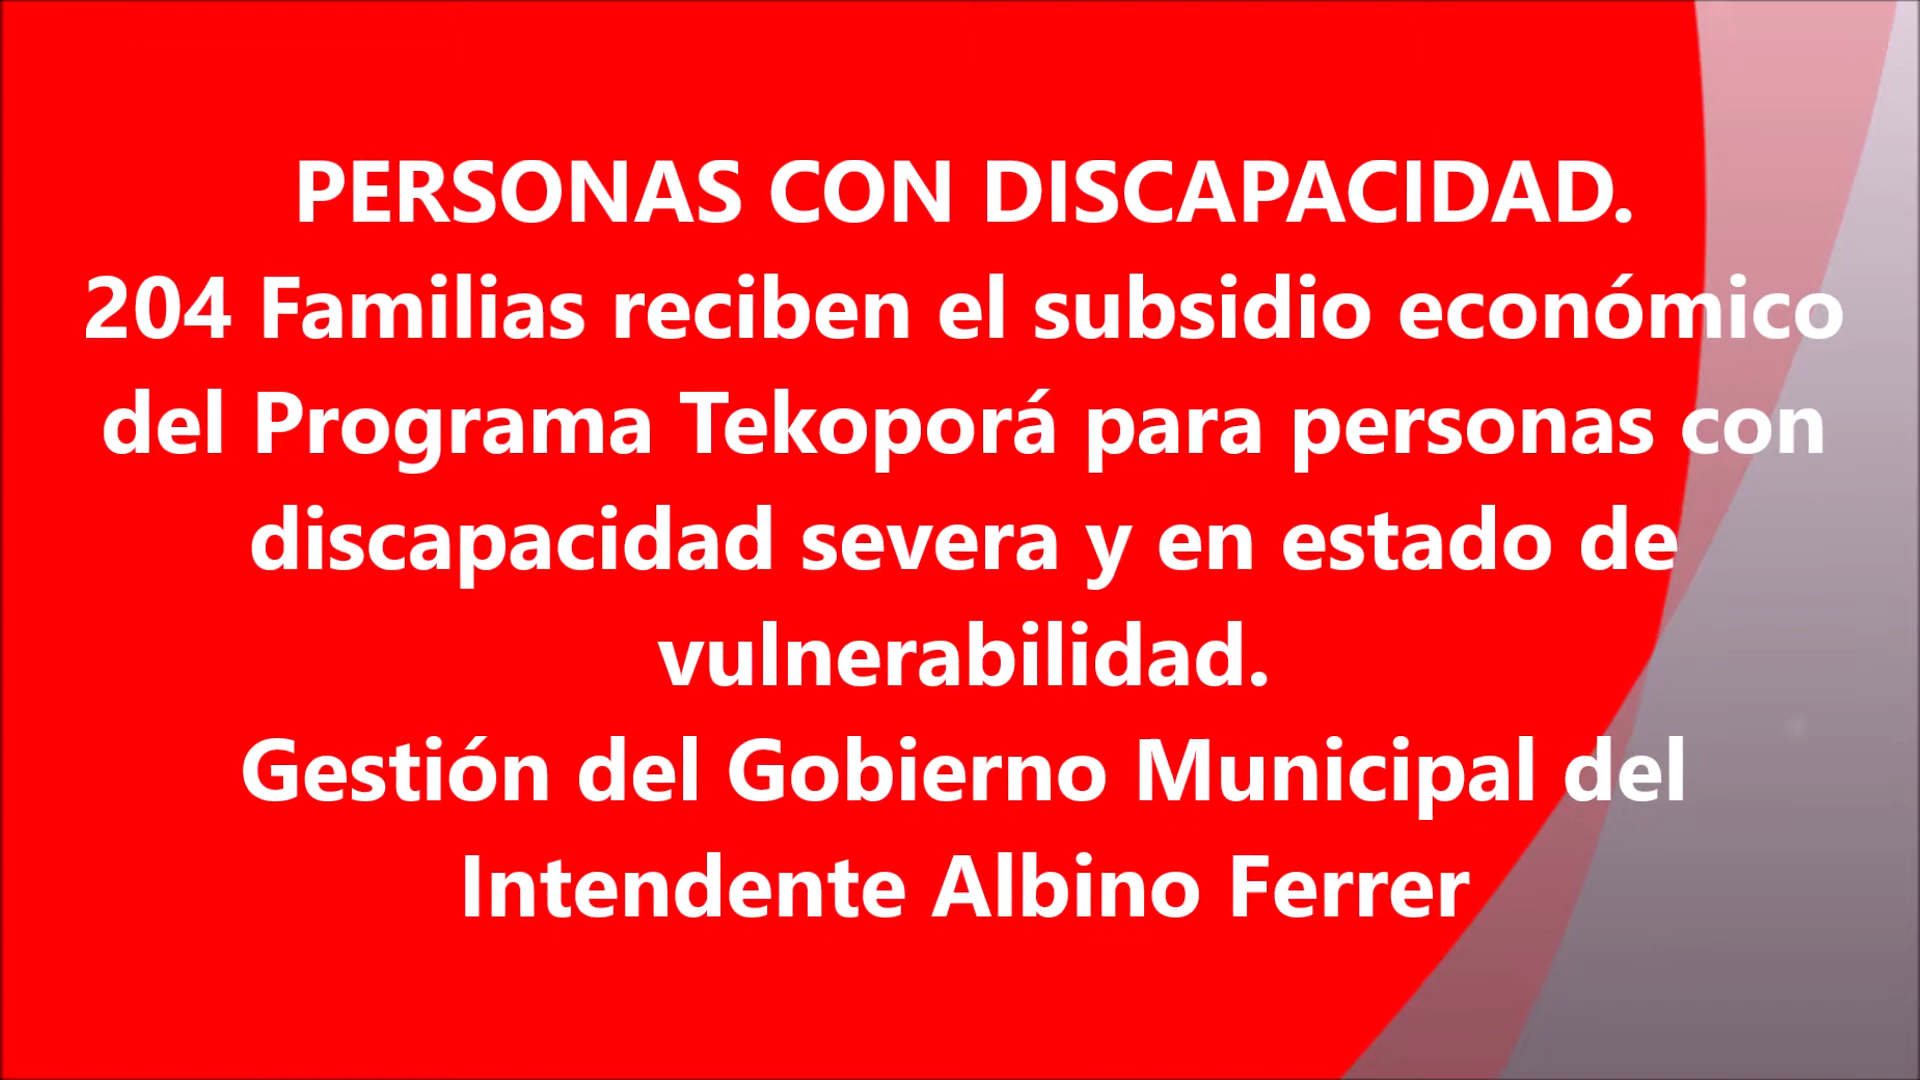 PERSONAS CON DISCAPACIDAD.
204 Familias reciben el subsidio económico
del Programa Tekoporá para personas con
discapacidad severa y en estado de
vulnerabilidad.
Gestión del Gobierno Municipal del
Intendente Albino Ferrer